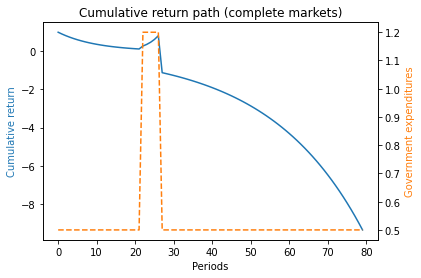 Cumulative return path (complete markets)
Cumulative return
0
−2
−4
−6
−8
1.2
1.1
1.0
0.9
0.8
0.7
0.6
0.5
Government expenditures
0 10 20 30 40 50 60 70 80
Periods